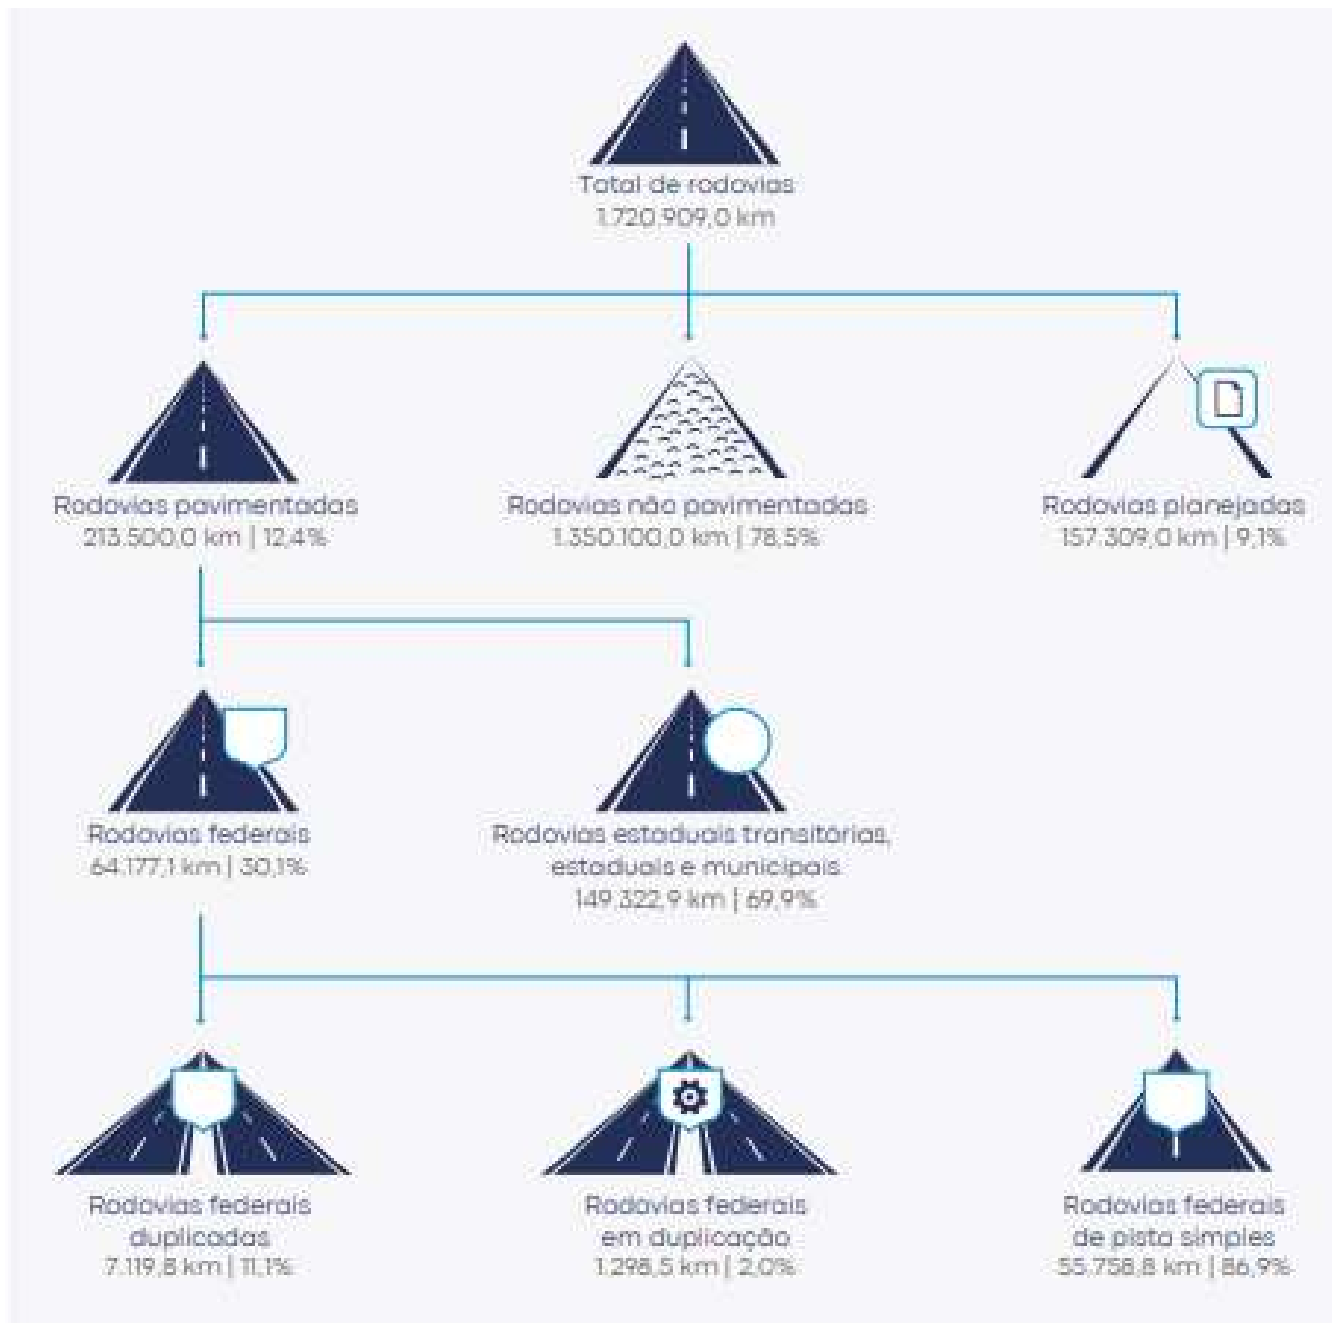 Total de rodovias
1.720.909,0 km
Rodovias pavimentadas
213.500,0 km | 12,4%
Rodovias não pavimentadas
1.350.100,0 km | 78,5%
Rodovias planejadas
157.309,0 km | 9,1%
Rodovias federais
64.177,1 km | 30,1%
Rodovias estaduais transitórias,
estaduais e municipais
149.322,9 km | 69,9%
Rodovias federais
duplicadas
7.119,8 km | 11,1%
Rodovias federais
em duplicação
1.298,5 km | 2,0%
Rodovias federais
de pista simples
55.758,8 km | 86,9%